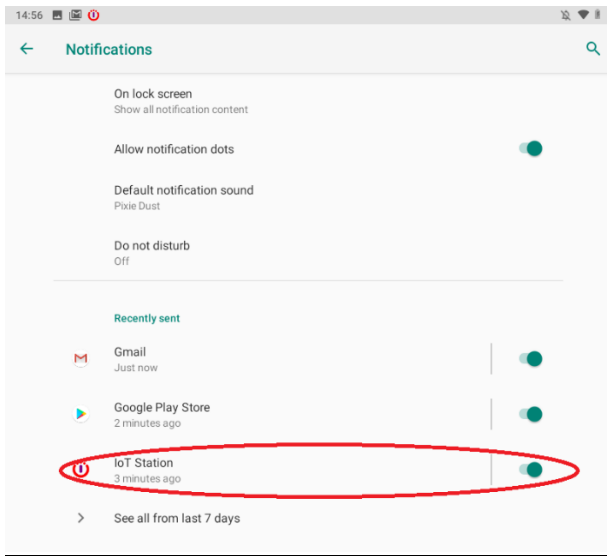 14:56
Notifications
On lock screen
Show all notification content
Allow notification dots
Default notification sound
Pixie Dust
Do not disturb
Off
Recently sent
Gmail
Just now
Google Play Store
2 minutes ago
IoT Station
3 minutes ago
See all from last 7 days